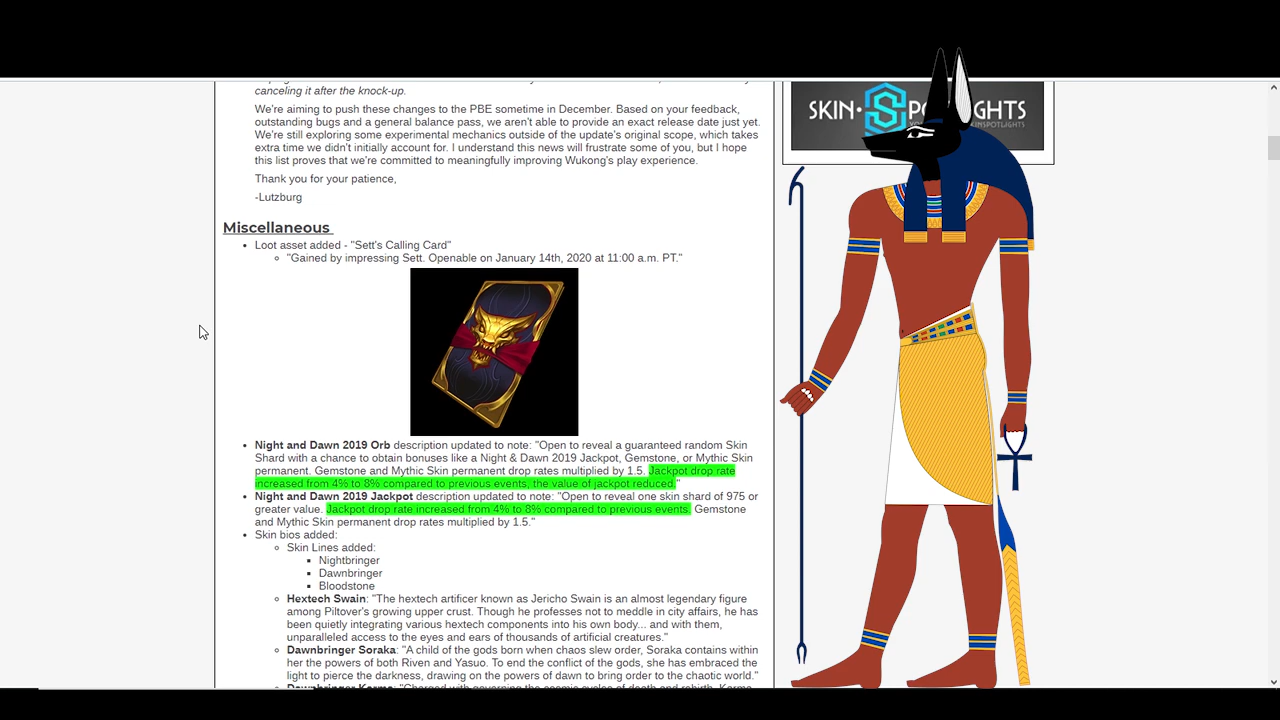 canceling it after the knock-up.
We're aiming to push these changes to the PBE sometime in December. Based on your feedback,
outstanding bugs and a general balance pass, we aren't able to provide an exact release date just yet.
We're still exploring some experimental mechanics outside of the update's original scope, which takes
extra time we didn't initially account for. I understand this news will frustrate some of you, but I hope
this list proves that we're committed to meaningfully improving Wukong's play experience.
Thank you for your patience,
-Lutzburg
Miscellaneous
• Loot asset added - "Sett's Calling Card"
◦ "Gained by impressing Sett. Openable on January 14th, 2020 at 11:00 a.m. PT."
• Night and Dawn 2019 Orb description updated to note: "Open to reveal a guaranteed random Skin
Shard with a chance to obtain bonuses like a Night & Dawn 2019 Jackpot, Gemstone, or Mythic Skin
permanent. Gemstone and Mythic Skin permanent drop rates multiplied by 1.5. Jackpot drop rate
increased from 4% to 8% compared to previous events, the value of jackpot reduced."
• Night and Dawn 2019 Jackpot description updated to note: "Open to reveal one skin shard of 975 or
greater value. Jackpot drop rate increased from 4% to 8% compared to previous events. Gemstone
and Mythic Skin permanent drop rates multiplied by 1.5."
• Skin bios added:
◦ Skin Lines added:
▪ Nightbringer
▪ Dawnbringer
▪ Bloodstone
◦ Hextech Swain: "The hextech artificer known as Jericho Swain is an almost legendary figure
among Piltover's growing upper crust. Though he professes not to meddle in city affairs, he has
been quietly integrating various hextech components into his own body... and with them,
unparalleled access to the eyes and ears of thousands of artificial creatures."
◦ Dawnbringer Soraka: "A child of the gods born when chaos slew order, Soraka contains within
her the powers of both Riven and Yasuo. To end the conflict of the gods, she has embraced the
light to pierce the darkness, drawing on the powers of dawn to bring order to the chaotic world."
SKIN